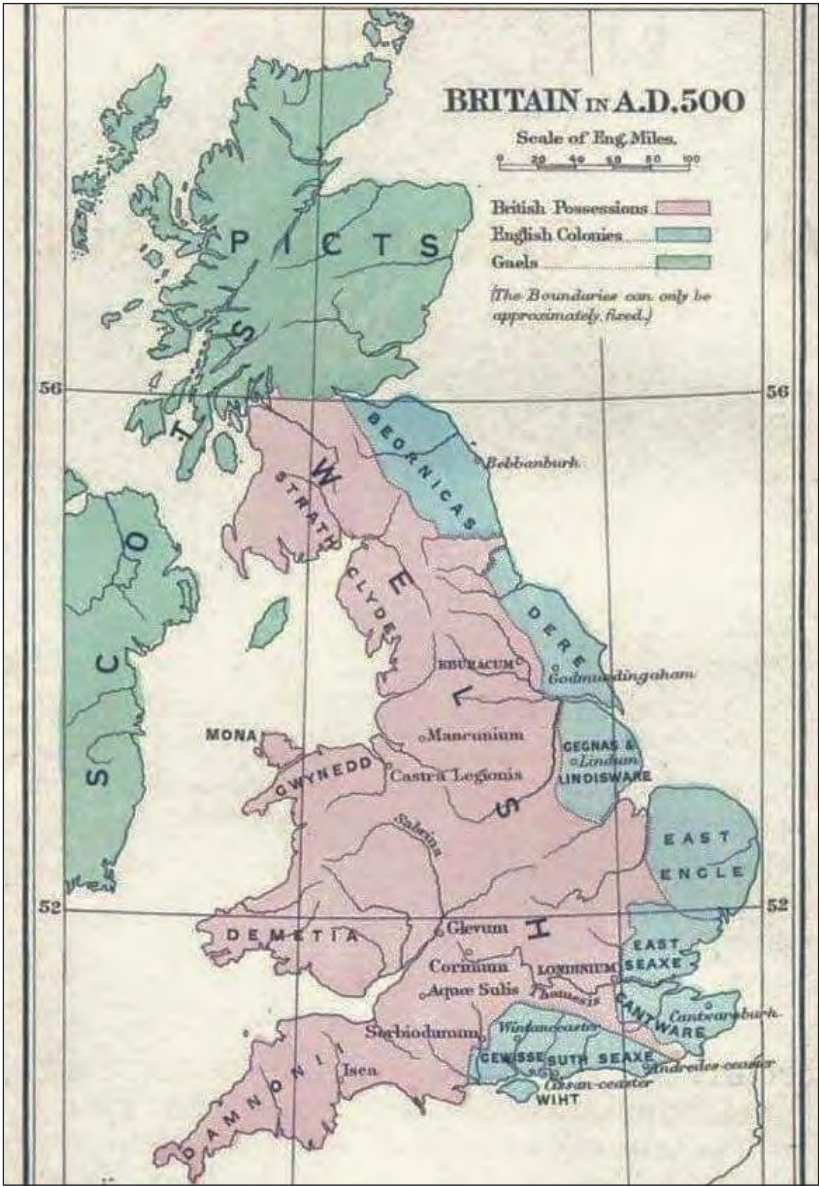 BRITAIN IN A.D. 500
Scale of Eng. Miles.
0 20 40 60 80 100
British Possessions
English Colonies
Gaels
(The Boundaries can only be
approximately fixed.)
PICTS
SCOTSI
56
56
BEORNICAS
Bebbanburh
WELSH
STRATH
CLYDE
DERE
EBURACUM
Godmundingaham
MONA
Mancunium
GEGNAS &
Lindum
LINDISWARE
GWYNEDD
Castra Legionis
Sabrina
EAST
ENGLE
52
52
DEMETIA
Glevum
EAST
SEAXE
Corinium
LONDINIUM
Aquæ Sulis
Thamesis
CANTWARE
Cantwaraburh
Sorbiodunum
Wintanceaster
GEWISSE
SUTH SEAXE
Andredes-ceaster
Cissan-ceaster
WIHT
Isca
DAMNONII